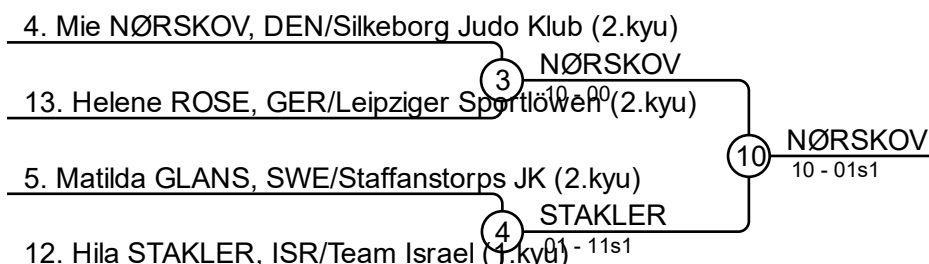 4. Mie NØRSKOV, DEN/Silkeborg Judo Klub (2.kyu)
3 NØRSKOV
10 - 00
13. Helene ROSE, GER/Leipziger Sportlöwen (2.kyu)
10 NØRSKOV
10 - 01s1
5. Matilda GLANS, SWE/Staffanstorps JK (2.kyu)
4 STAKLER
01 - 11s1
12. Hila STAKLER, ISR/Team Israel (1.kyu)